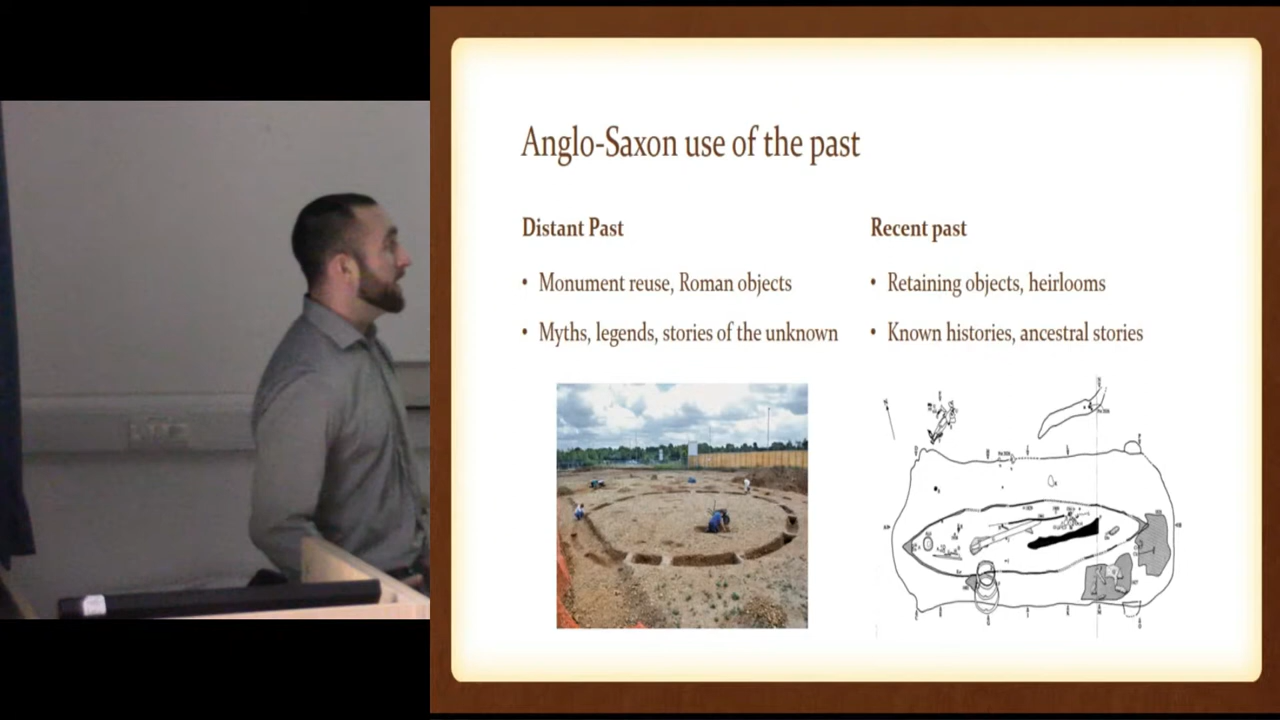 Anglo-Saxon use of the past
Distant Past
• Monument reuse, Roman objects
• Myths, legends, stories of the unknown
Recent past
• Retaining objects, heirlooms
• Known histories, ancestral stories